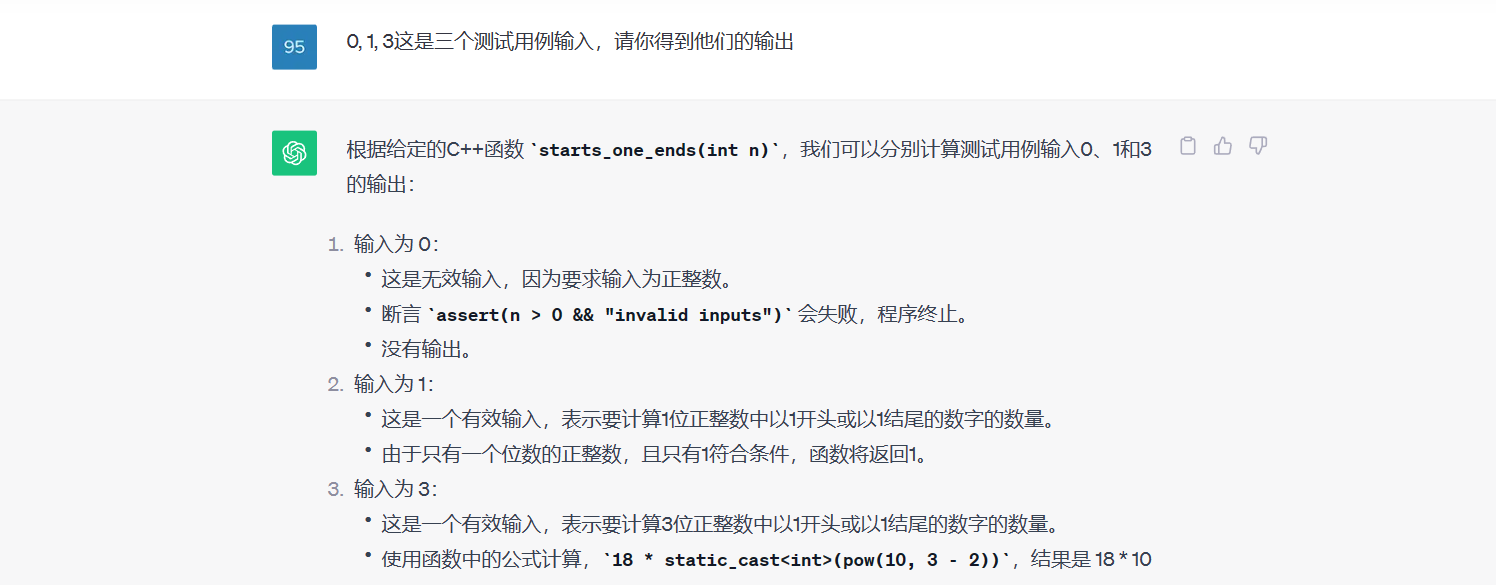 95
0, 1, 3这是三个测试用例输入，请你得到他们的输出
根据给定的C++函数 `starts_one_ends(int n)`，我们可以分别计算测试用例输入0、1和3
的输出：
1. 输入为 0：
• 这是无效输入，因为要求输入为正整数。
• 断言 `assert(n > 0 && "invalid inputs")` 会失败，程序终止。
• 没有输出。
2. 输入为 1：
• 这是一个有效输入，表示要计算1位正整数中以1开头或以1结尾的数字的数量。
• 由于只有一个位数的正整数，且只有1符合条件，函数将返回1。
3. 输入为 3：
• 这是一个有效输入，表示要计算3位正整数中以1开头或以1结尾的数字的数量。
• 使用函数中的公式计算，`18 * static_cast<int>(pow(10, 3 - 2))`，结果是 18 * 10